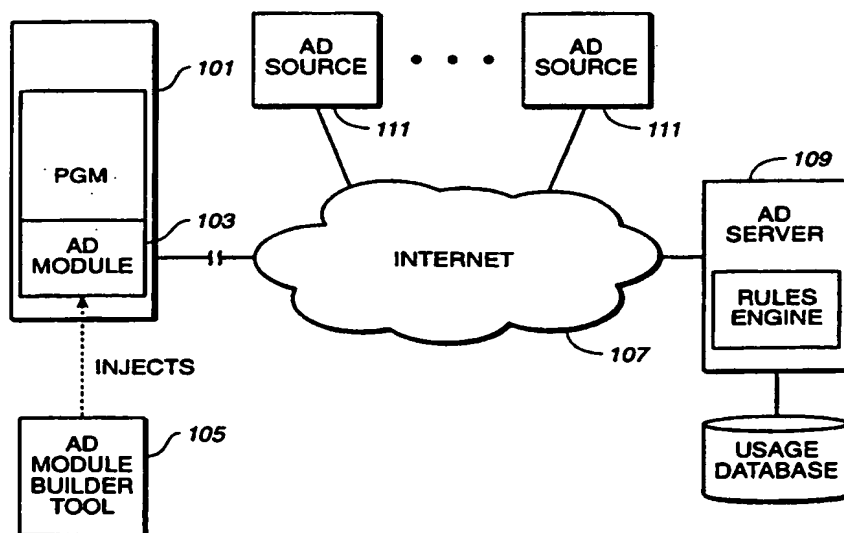 101
AD
SOURCE
111
AD
SOURCE
111
109
PGM
103
AD
MODULE
INTERNET
107
AD
SERVER
RULES
ENGINE
INJECTS
105
AD
MODULE
BUILDER
TOOL
USAGE
DATABASE